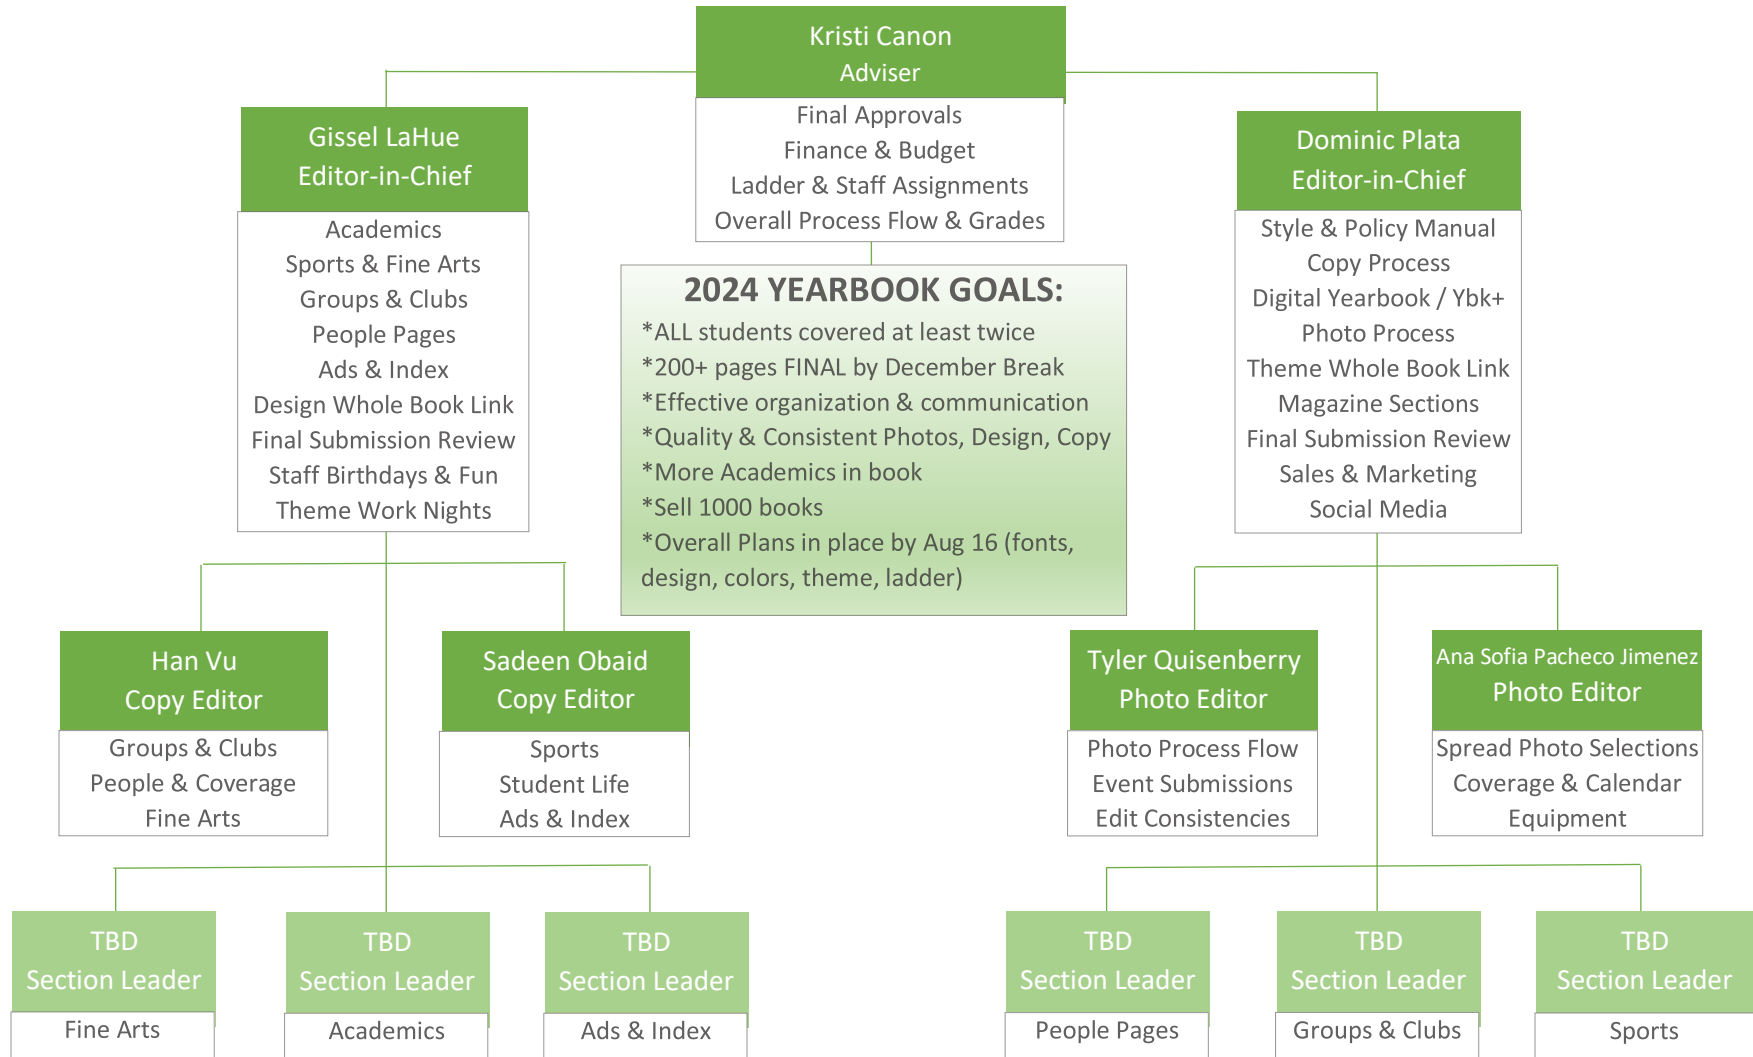 Kristi Canon
Adviser
Final Approvals
Finance & Budget
Ladder & Staff Assignments
Overall Process Flow & Grades
Gissel LaHue
Editor-in-Chief
Academics
Sports & Fine Arts
Groups & Clubs
People Pages
Ads & Index
Design Whole Book Link
Final Submission Review
Staff Birthdays & Fun
Theme Work Nights
2024 YEARBOOK GOALS:
*ALL students covered at least twice
*200+ pages FINAL by December Break
*Effective organization & communication
*Quality & Consistent Photos, Design, Copy
*More Academics in book
*Sell 1000 books
*Overall Plans in place by Aug 16 (fonts,
design, colors, theme, ladder)
Dominic Plata
Editor-in-Chief
Style & Policy Manual
Copy Process
Digital Yearbook / Ybk+
Photo Process
Theme Whole Book Link
Magazine Sections
Final Submission Review
Sales & Marketing
Social Media
Han Vu
Copy Editor
Groups & Clubs
People & Coverage
Fine Arts
Sadeen Obaid
Copy Editor
Sports
Student Life
Ads & Index
Tyler Quisenberry
Photo Editor
Photo Process Flow
Event Submissions
Edit Consistencies
Ana Sofia Pacheco Jimenez
Photo Editor
Spread Photo Selections
Coverage & Calendar
Equipment
TBD
Section Leader
Fine Arts
TBD
Section Leader
Academics
TBD
Section Leader
Ads & Index
TBD
Section Leader
People Pages
TBD
Section Leader
Groups & Clubs
TBD
Section Leader
Sports